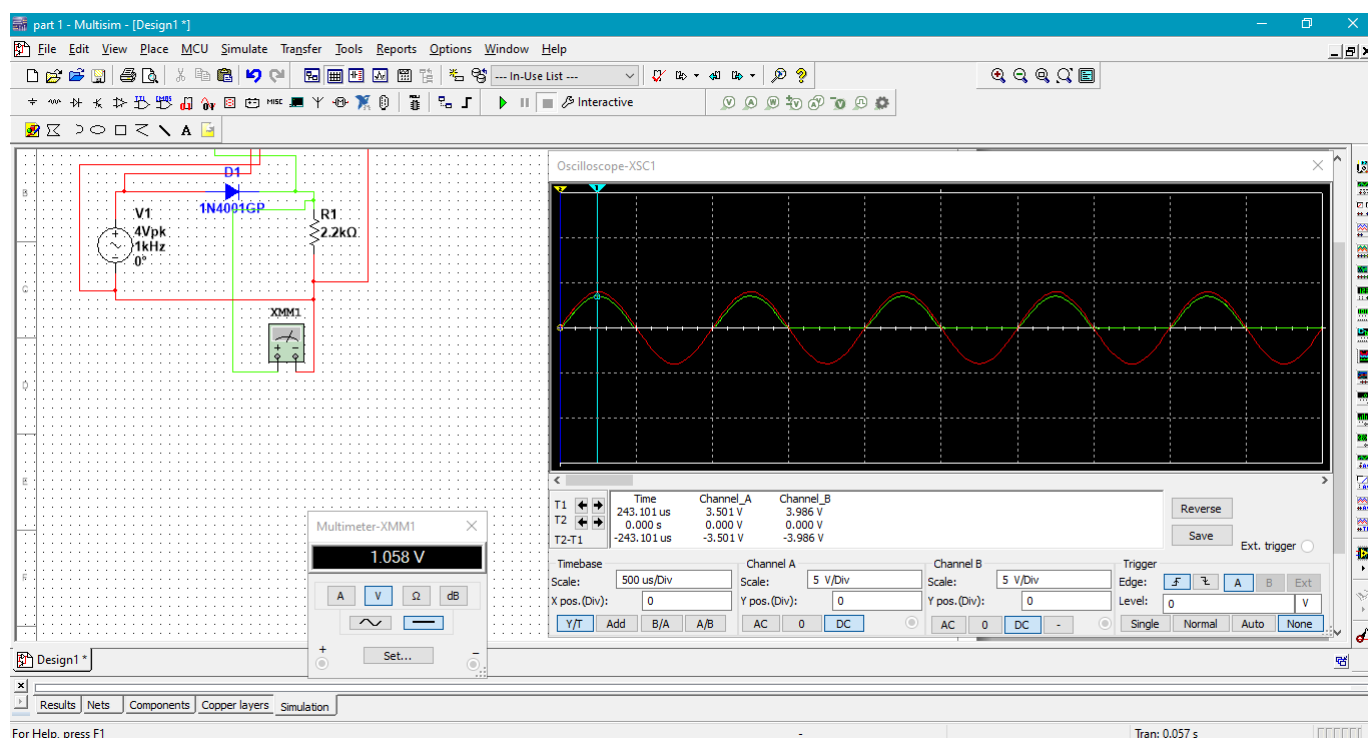 part 1 - Multisim - [Design1 *]
File Edit View Place MCU Simulate Transfer Tools Reports Options Window Help
--- In-Use List ---
Interactive
Oscilloscope-XSC1
D1
1N4001GP
V1
4Vpk
1kHz
0°
R1
2.2kΩ
XMM1
Multimeter-XMM1
1.058 V
A V Ω dB
+ Set... -
T1
T2
T2-T1
Time Channel_A Channel_B
243.101 us 3.501 V 3.986 V
0.000 s 0.000 V 0.000 V
-243.101 us -3.501 V -3.986 V
Reverse
Save
Ext. trigger
Timebase
Scale: 500 us/Div
X pos.(Div): 0
Y/T Add B/A A/B
Channel A
Scale: 5 V/Div
Y pos.(Div): 0
AC 0 DC
Channel B
Scale: 5 V/Div
Y pos.(Div): 0
AC 0 DC -
Trigger
Edge: A B Ext
Level: 0 V
Single Normal Auto None
Design1 *
Results Nets Components Copper layers Simulation
For Help, press F1
- Tran: 0.057 s